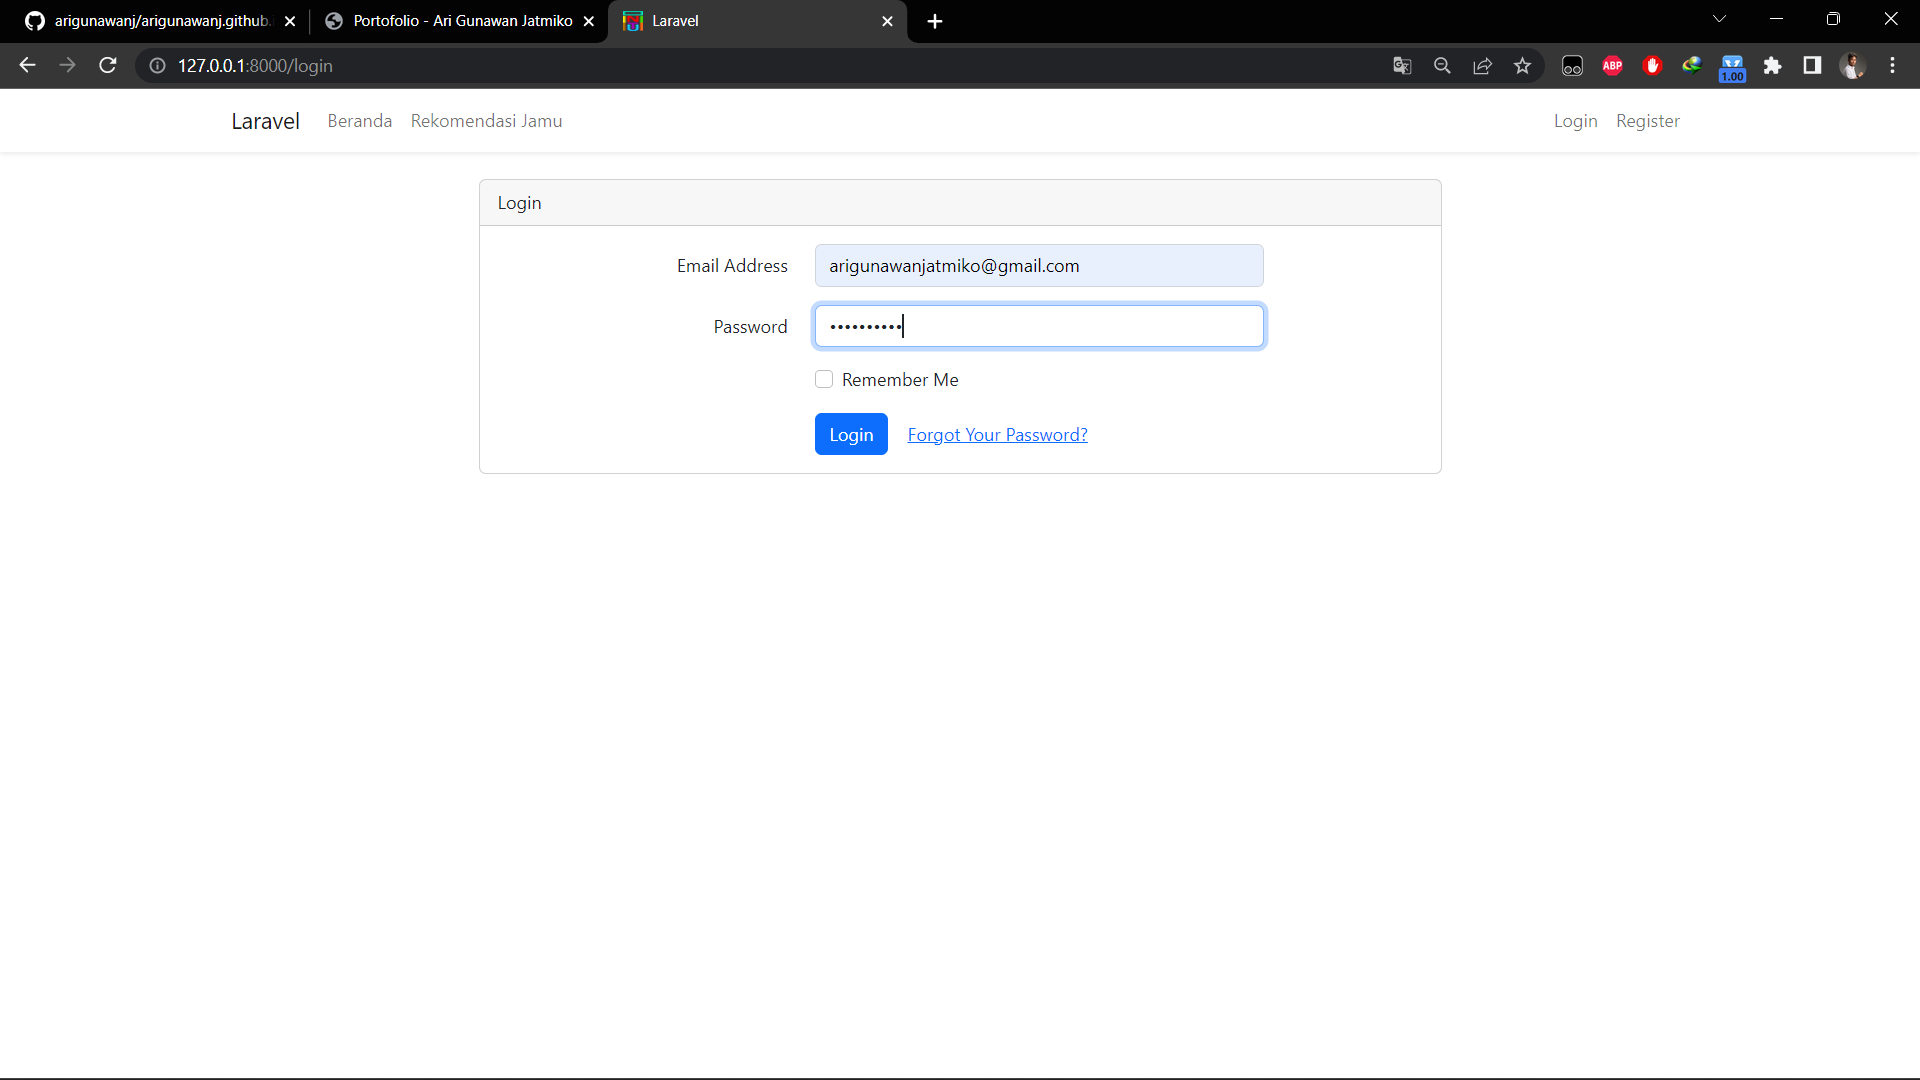 arigunawanj/arigunawanj.github.
Portofolio - Ari Gunawan Jatmiko
Laravel
127.0.0.1:8000/login
ABP
1.00
Laravel Beranda Rekomendasi Jamu Login Register
Login
Email Address arigunawanjatmiko@gmail.com
Password ••••••••••
Remember Me
Login Forgot Your Password?